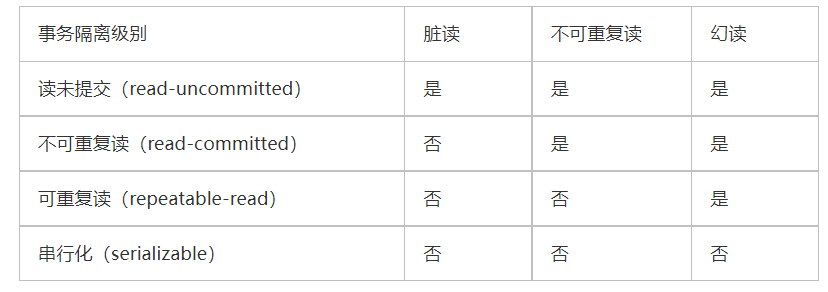 事务隔离级别 脏读 不可重复读 幻读
读未提交（read-uncommitted） 是 是 是
不可重复读（read-committed） 否 是 是
可重复读（repeatable-read） 否 否 是
串行化（serializable） 否 否 否